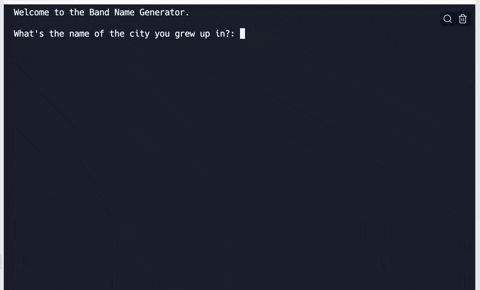 Welcome to the Band Name Generator.
What's the name of the city you grew up in?: